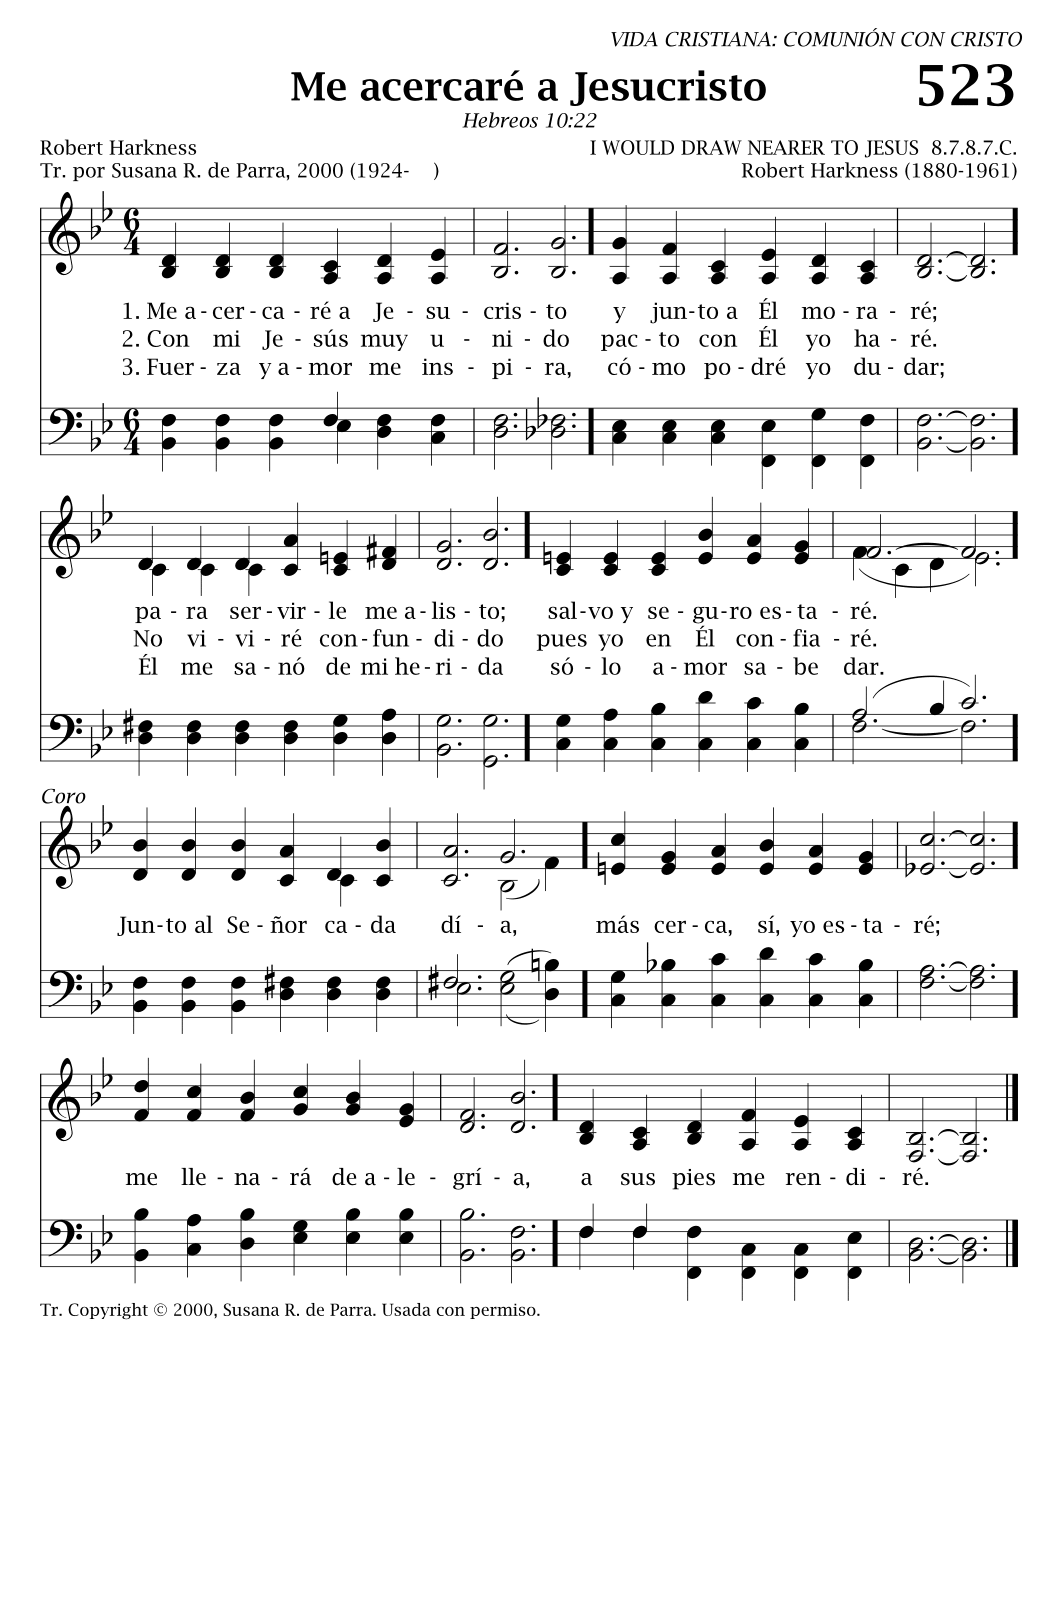 VIDA CRISTIANA: COMUNIÓN CON CRISTO
Me acercaré a Jesucristo 523
Hebreos 10:22
Robert Harkness I WOULD DRAW NEARER TO JESUS 8.7.8.7.C.
Tr. por Susana R. de Parra, 2000 (1924- ) Robert Harkness (1880-1961)
6 4
1. Me a - cer - ca - ré a Je - su - cris - to y jun - to a Él mo - ra - ré;
2. Con mi Je - sús muy u - ni - do pac - to con Él yo ha - ré.
3. Fuer - za y a - mor me ins - pi - ra, có - mo po - dré yo du - dar;
6 4
pa - ra ser - vir - le me a - lis - to; sal - vo y se - gu - ro es - ta - ré.
No vi - vi - ré con - fun - di - do pues yo en Él con - fia - ré.
Él me sa - nó de mi he - ri - da só - lo a - mor sa - be dar.
Coro
Jun - to al Se - ñor ca - da dí - a, más cer - ca, sí, yo es - ta - ré;
me lle - na - rá de a - le - grí - a, a sus pies me ren - di - ré.
Tr. Copyright © 2000, Susana R. de Parra. Usada con permiso.